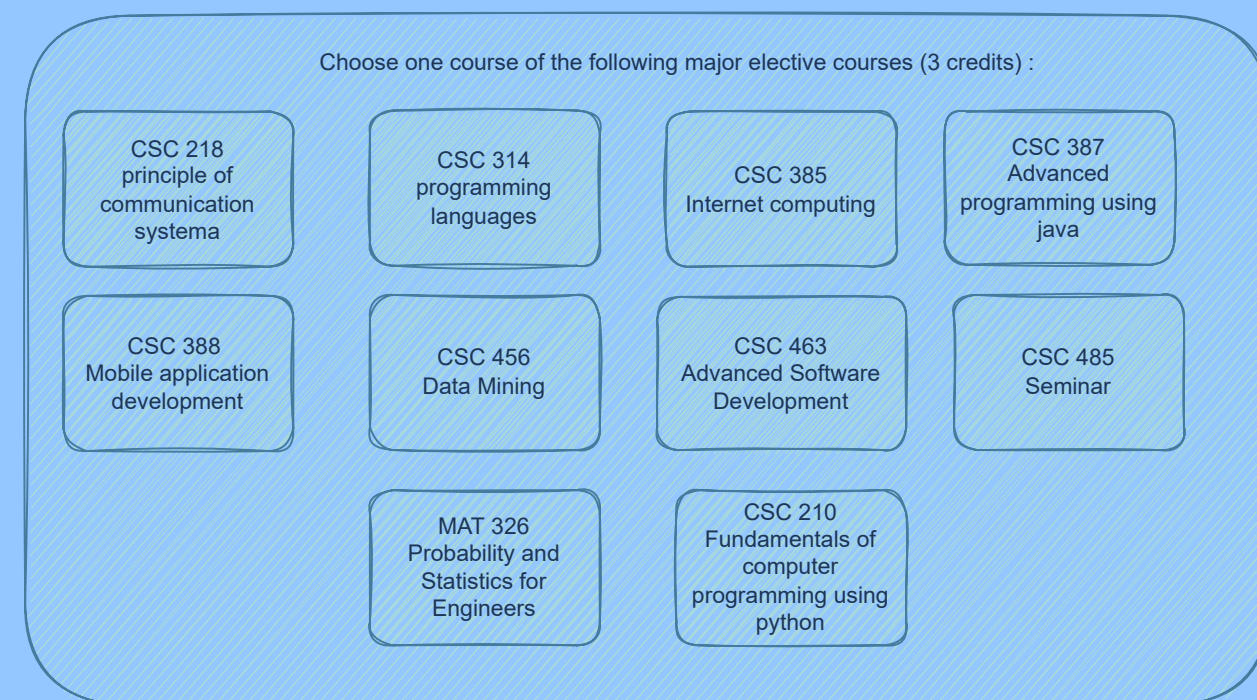 Choose one course of the following major elective courses (3 credits) :
CSC 218
principle of
communication
systema
CSC 314
programming
languages
CSC 385
Internet computing
CSC 387
Advanced
programming using
java
CSC 388
Mobile application
development
CSC 456
Data Mining
CSC 463
Advanced Software
Development
CSC 485
Seminar
MAT 326
Probability and
Statistics for
Engineers
CSC 210
Fundamentals of
computer
programming using
python